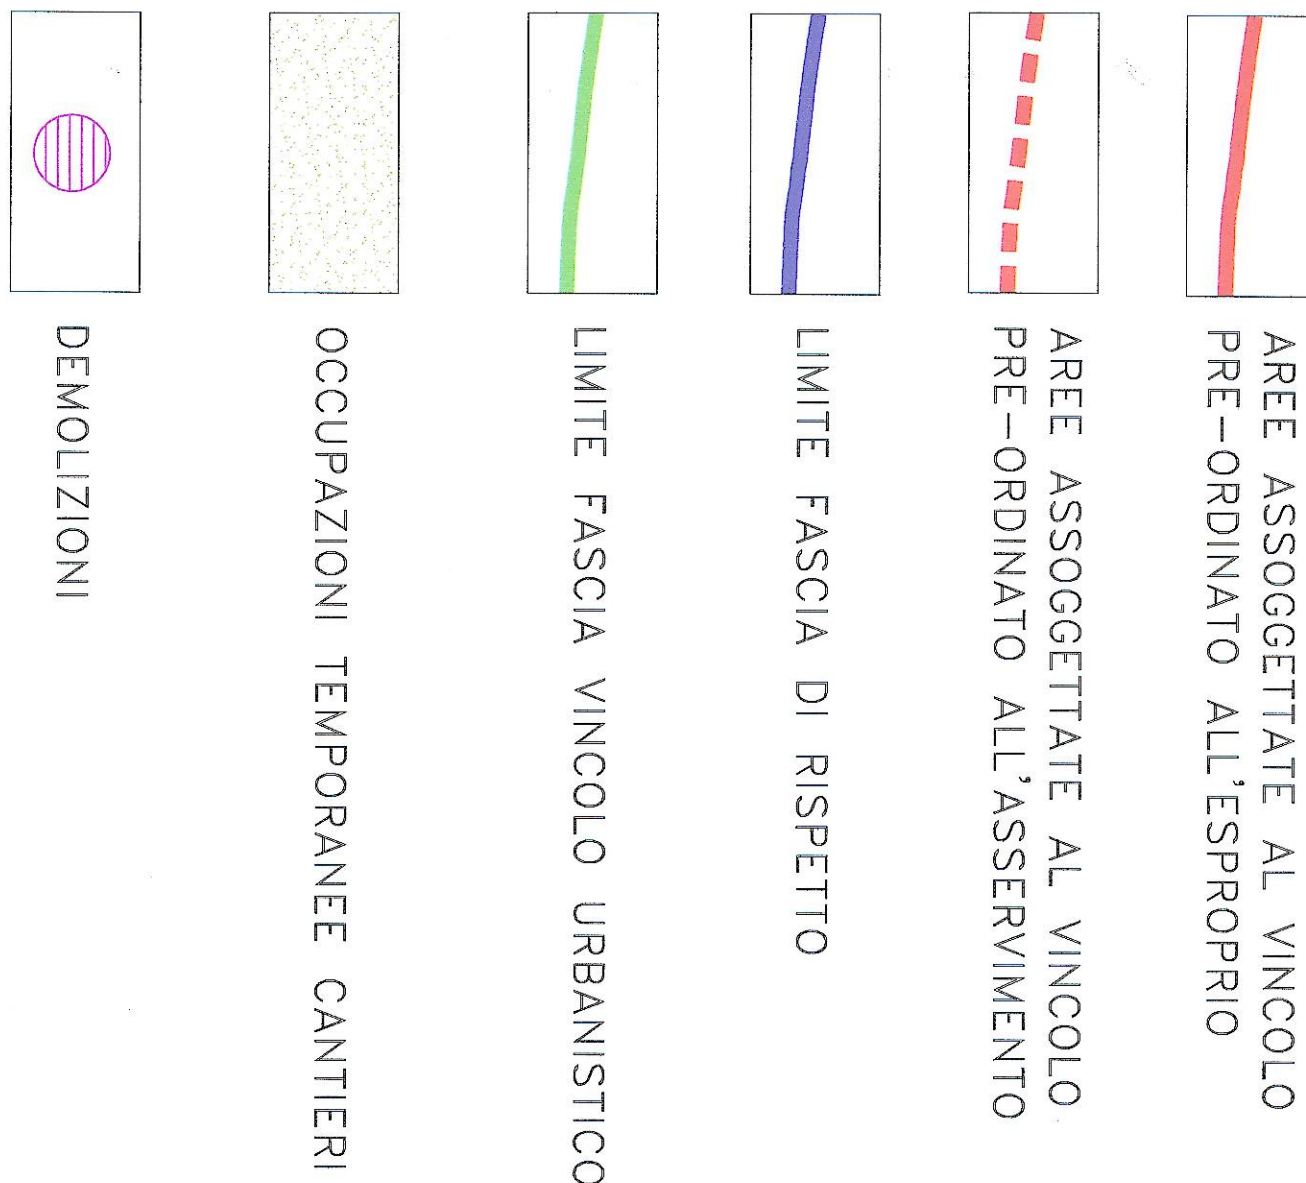 AREE ASSOGGETTATE AL VINCOLO
PRE-ORDINATO ALL'ESPROPRIO
AREE ASSOGGETTATE AL VINCOLO
PRE-ORDINATO ALL'ASSERVIMENTO
LIMITE FASCIA DI RISPETTO
LIMITE FASCIA VINCOLO URBANISTICO
OCCUPAZIONI TEMPORANEE CANTIERI
DEMOLIZIONI